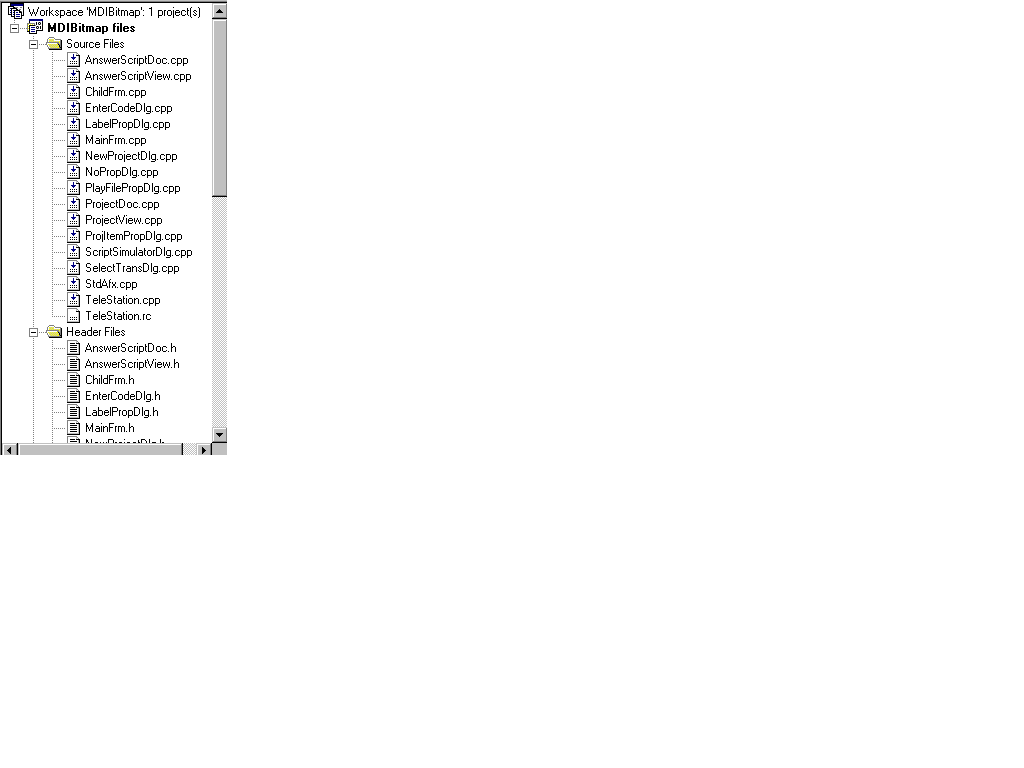 Workspace 'MDIBitmap': 1 project(s)
MDIBitmap files
Source Files
AnswerScriptDoc.cpp
AnswerScriptView.cpp
ChildFrm.cpp
EnterCodeDlg.cpp
LabelPropDlg.cpp
MainFrm.cpp
NewProjectDlg.cpp
NoPropDlg.cpp
PlayFilePropDlg.cpp
ProjectDoc.cpp
ProjectView.cpp
ProjItemPropDlg.cpp
ScriptSimulatorDlg.cpp
SelectTransDlg.cpp
StdAfx.cpp
TeleStation.cpp
TeleStation.rc
Header Files
AnswerScriptDoc.h
AnswerScriptView.h
ChildFrm.h
EnterCodeDlg.h
LabelPropDlg.h
MainFrm.h
NewProjectDlg.h